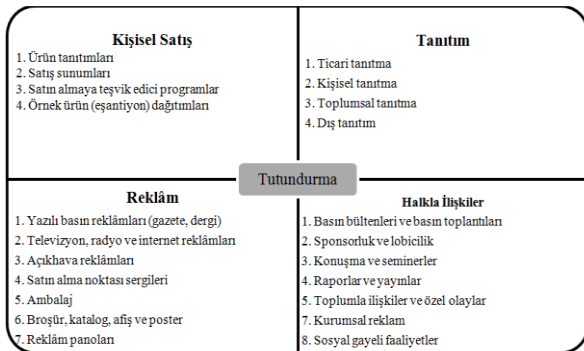 Kişisel Satış
1. Ürün tanıtımları
2. Satış sunumları
3. Satın almaya teşvik edici programlar
4. Örnek ürün (eşantiyon) dağıtımları
Tanıtım
1. Ticari tanıtma
2. Kişisel tanıtma
3. Toplumsal tanıtma
4. Dış tanıtım
Tutundurma
Reklâm
1. Yazılı basın reklâmları (gazete, dergi)
2. Televizyon, radyo ve internet reklâmları
3. Açıkhava reklâmları
4. Satın alma noktası sergileri
5. Ambalaj
6. Broşür, katalog, afiş ve poster
7. Reklâm panoları
Halkla İlişkiler
1. Basın bültenleri ve basın toplantıları
2. Sponsorluk ve lobicilik
3. Konuşma ve seminerler
4. Raporlar ve yayınlar
5. Toplumla ilişkiler ve özel olaylar
7. Kurumsal reklam
8. Sosyal gayeli faaliyetler